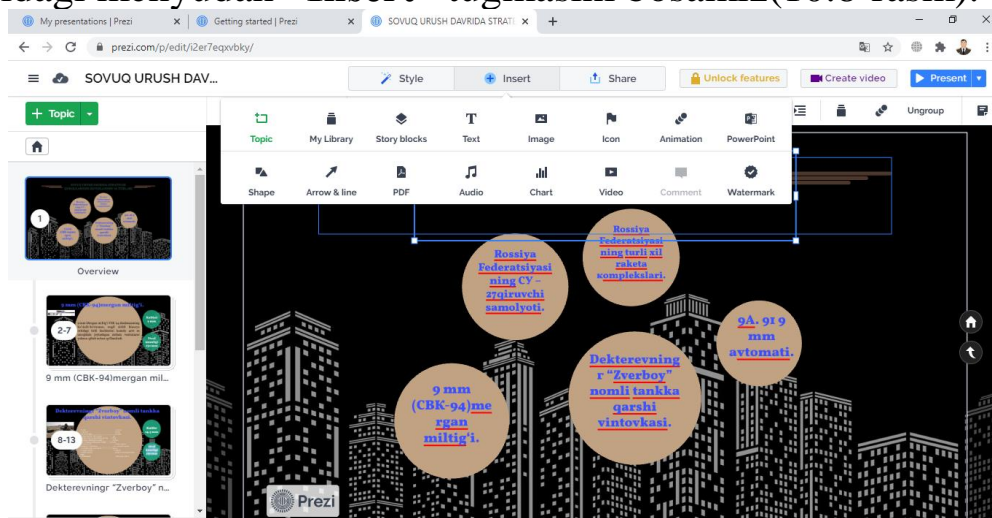 idagi menyudan "Insert" tugmasini bosamiz(16.8-rasm).
My presentations | Prezi
Getting started | Prezi
SOVUQ URUSH DAVRIDA STRATE
prezi.com/p/edit/i2er7eqxvbky/
SOVUQ URUSH DAV...
Style
Insert
Share
Unlock features
Create video
Present
+ Topic
Ungroup
Topic
My Library
Story blocks
Text
Image
Icon
Animation
PowerPoint
Shape
Arrow & line
PDF
Audio
Chart
Video
Comment
Watermark
1
Overview
2-7
9 mm (CBK-94)mergan mil...
8-13
Dekterevningr "Zverboy" n...
Rossiya
Federatsiyasi
ning turli xil
raketa
komplekslari.
Rossiya
Federatsiyasi
ning СУ –
27qiruvchi
samolyoti.
9A. 91 9
mm
avtomati.
9 mm
(CBK-94)me
rgan
miltig'i.
Dekterevning
r "Zverboy"
nomli tankka
qarshi
vintovkasi.
Prezi